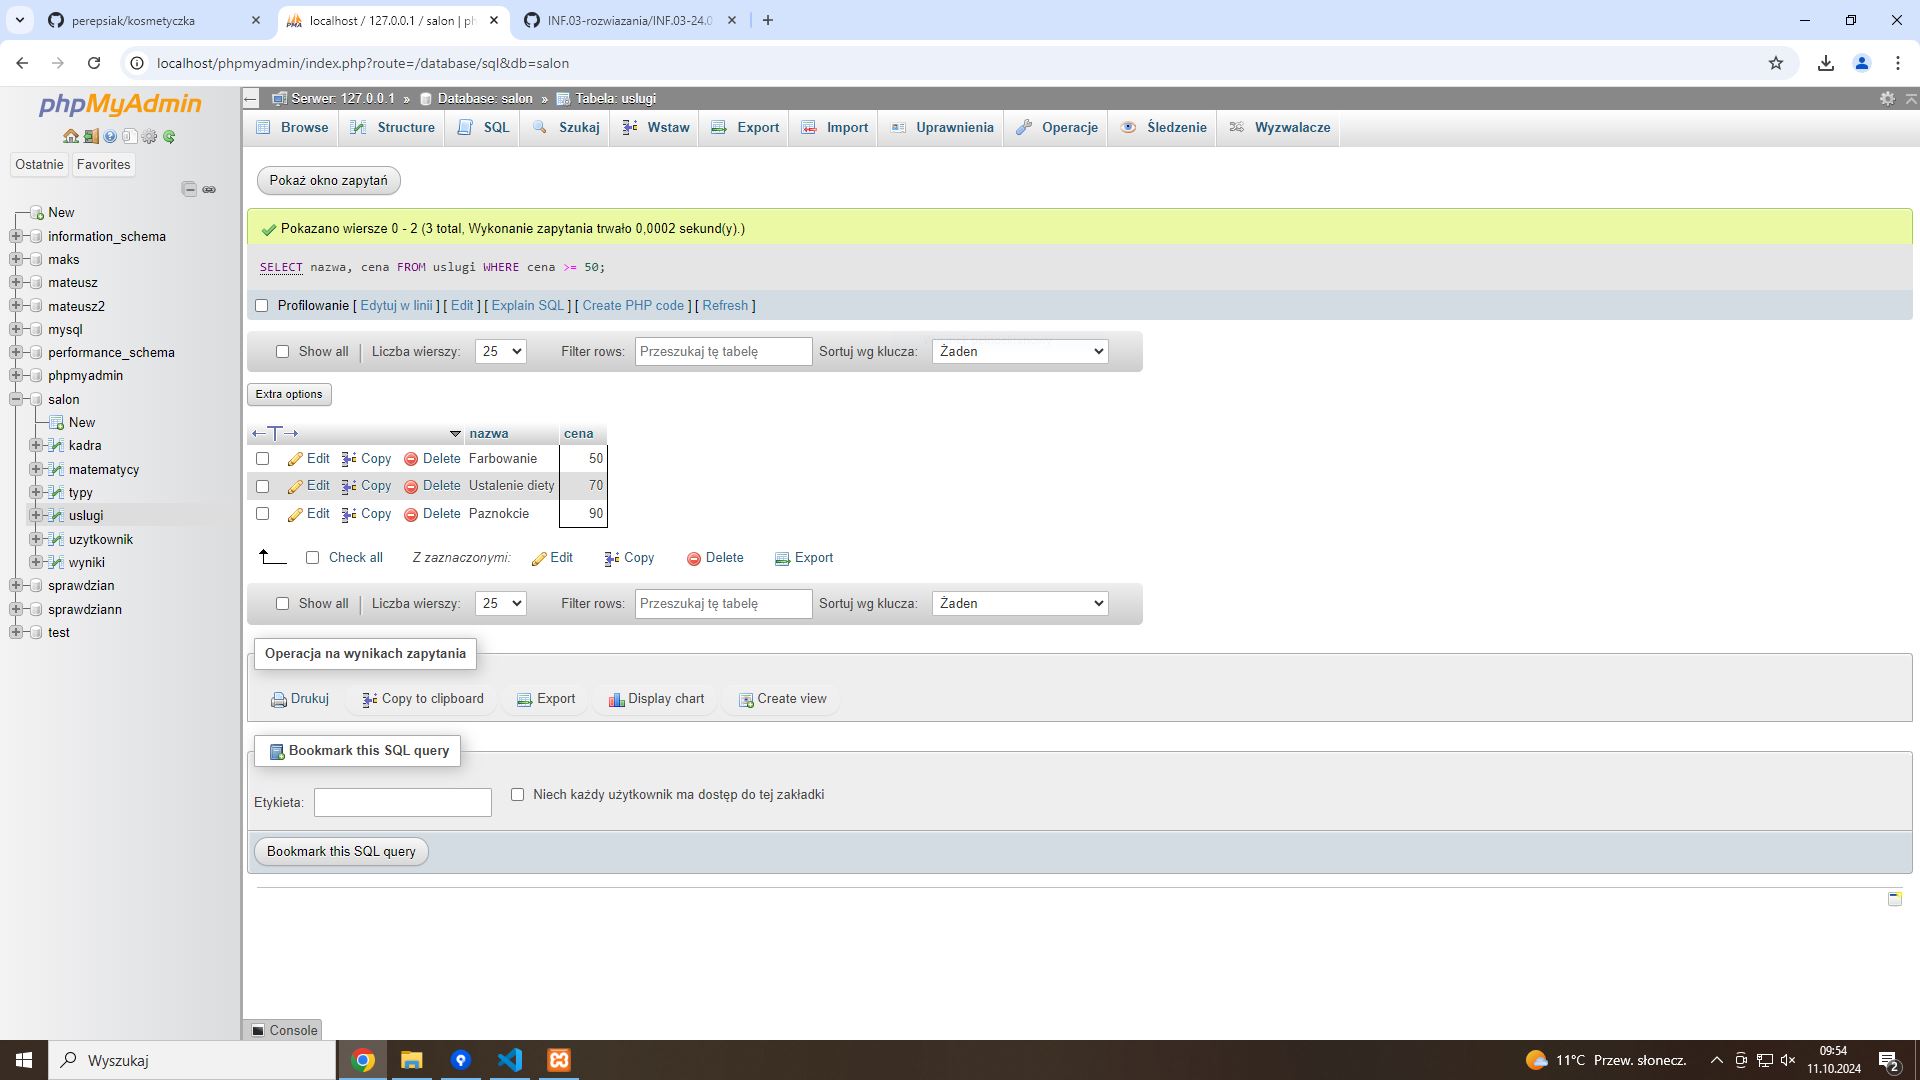 perepsiak/kosmetyczka
localhost / 127.0.0.1 / salon | ph
INF.03-rozwiazania/INF.03-24.0
localhost/phpmyadmin/index.php?route=/database/sql&db=salon
phpMyAdmin
Ostatnie Favorites
New
information_schema
maks
mateusz
mateusz2
mysql
performance_schema
phpmyadmin
salon
New
kadra
matematycy
typy
uslugi
uzytkownik
wyniki
sprawdzian
sprawdziann
test
Serwer: 127.0.0.1 » Database: salon » Tabela: uslugi
Browse Structure SQL Szukaj Wstaw Export Import Uprawnienia Operacje Śledzenie Wyzwalacze
Pokaż okno zapytań
Pokazano wiersze 0 - 2 (3 total, Wykonanie zapytania trwało 0,0002 sekund(y).)
SELECT nazwa, cena FROM uslugi WHERE cena >= 50;
Profilowanie [ Edytuj w linii ] [ Edit ] [ Explain SQL ] [ Create PHP code ] [ Refresh ]
Show all Liczba wierszy: 25 Filter rows: Przeszukaj tę tabelę Sortuj wg klucza: Żaden
Extra options
nazwa cena
Edit Copy Delete Farbowanie 50
Edit Copy Delete Ustalenie diety 70
Edit Copy Delete Paznokcie 90
Check all Z zaznaczonymi: Edit Copy Delete Export
Show all Liczba wierszy: 25 Filter rows: Przeszukaj tę tabelę Sortuj wg klucza: Żaden
Operacja na wynikach zapytania
Drukuj Copy to clipboard Export Display chart Create view
Bookmark this SQL query
Etykieta: Niech każdy użytkownik ma dostęp do tej zakładki
Bookmark this SQL query
Console
Wyszukaj
11°C Przew. słonecz.
09:54
11.10.2024
2